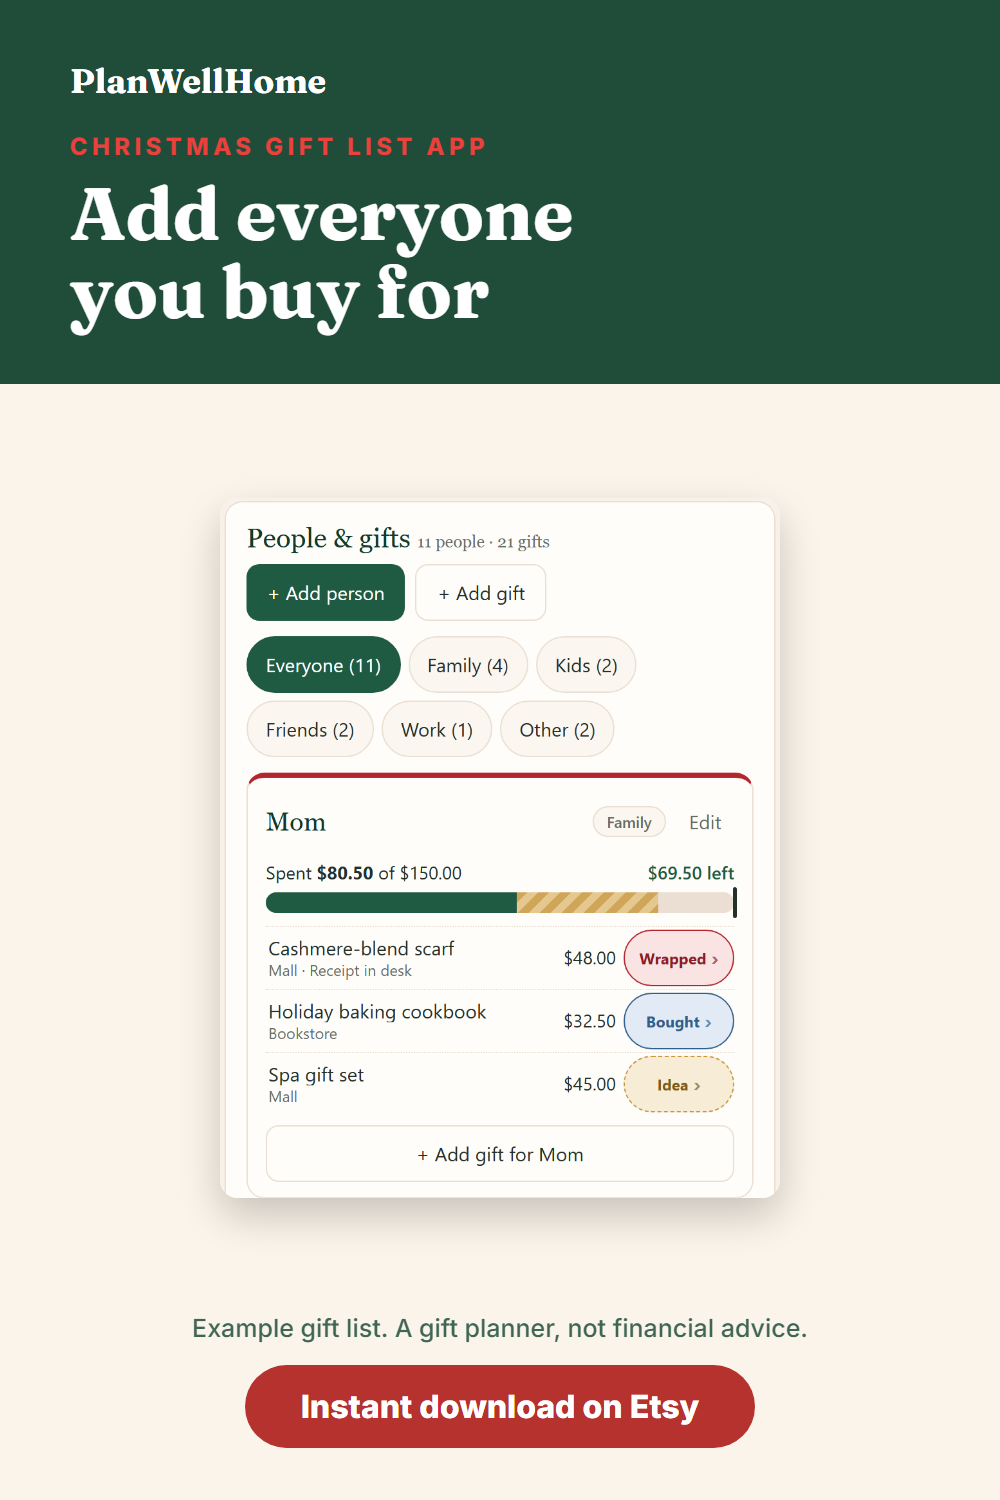 PlanWellHome
CHRISTMAS GIFT LIST APP
Add everyone
you buy for
People & gifts 11 people · 21 gifts
+ Add person + Add gift
Everyone (11) Family (4) Kids (2)
Friends (2) Work (1) Other (2)
Mom Family Edit
Spent $80.50 of $150.00 $69.50 left
Cashmere-blend scarf $48.00 Wrapped ›
Mall · Receipt in desk
Holiday baking cookbook $32.50 Bought ›
Bookstore
Spa gift set $45.00 Idea ›
Mall
+ Add gift for Mom
Example gift list. A gift planner, not financial advice.
Instant download on Etsy